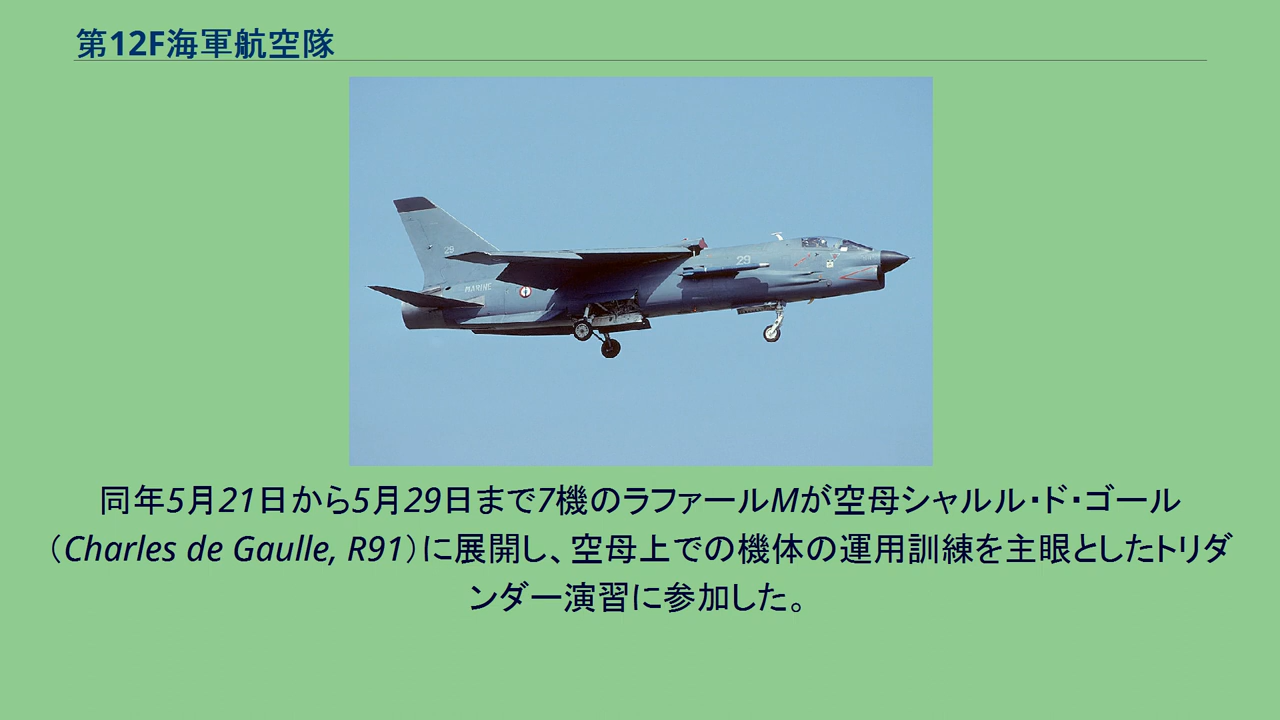 第12F海軍航空隊
29
29
MARINE
同年5月21日から5月29日まで7機のラファールMが空母シャルル・ド・ゴール
（Charles de Gaulle, R91）に展開し、空母上での機体の運用訓練を主眼としたトリダ
ンダー演習に参加した。